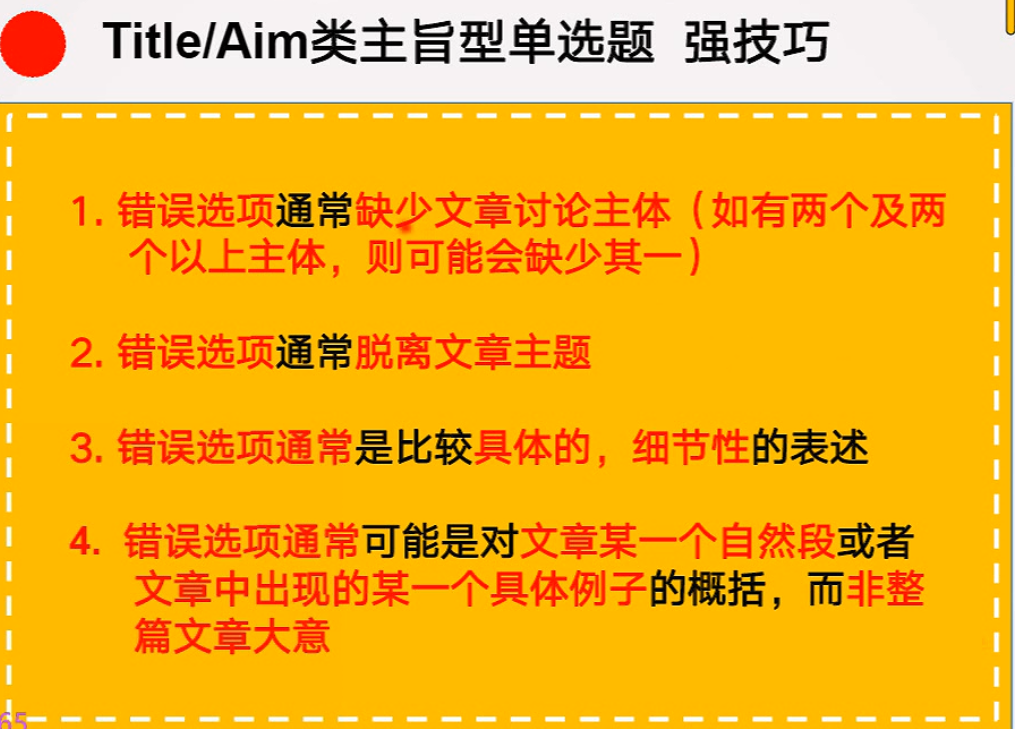 Title/Aim类主旨型单选题 强技巧
1. 错误选项通常缺少文章讨论主体（如有两个及两
个以上主体，则可能会缺少其一）
2. 错误选项通常脱离文章主题
3. 错误选项通常是比较具体的，细节性的表述
4. 错误选项通常可能是对文章某一个自然段或者
文章中出现的某一个具体例子的概括，而非整
篇文章大意
65